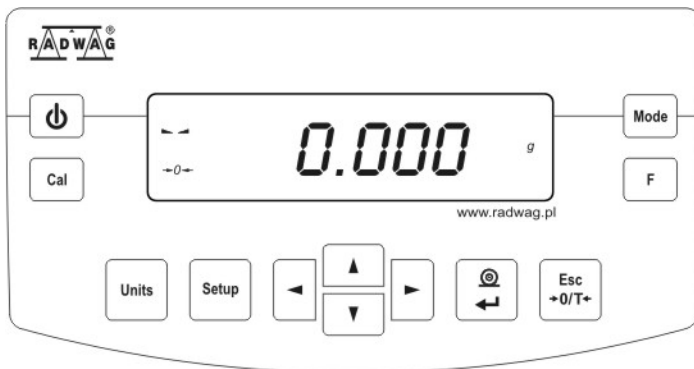 RADWAG®
0.000 g
→0←
Mode
Cal
F
www.radwag.pl
Units
Setup
Esc
→0/T←